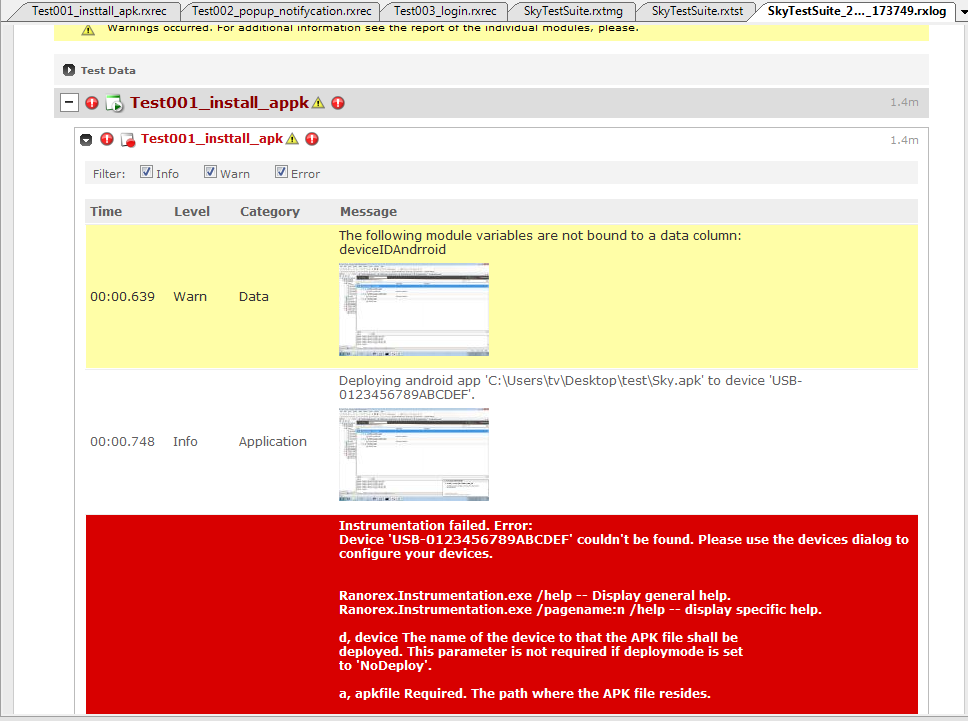 Test001_insttall_apk.rxrec Test002_popup_notifycation.rxrec Test003_login.rxrec SkyTestSuite.rxtmg SkyTestSuite.rxtst SkyTestSuite_2..._173749.rxlog
Warnings occurred. For additional information see the report of the individual modules, please.
Test Data
Test001_install_appk 1.4m
Test001_insttall_apk 1.4m
Filter: Info Warn Error
Time Level Category Message
The following module variables are not bound to a data column:
deviceIDAndrroid
00:00.639 Warn Data
Deploying android app 'C:\Users\tv\Desktop\test\Sky.apk' to device 'USB-
0123456789ABCDEF'.
00:00.748 Info Application
Instrumentation failed. Error:
Device 'USB-0123456789ABCDEF' couldn't be found. Please use the devices dialog to
configure your devices.
Ranorex.Instrumentation.exe /help -- Display general help.
Ranorex.Instrumentation.exe /pagename:n /help -- display specific help.
d, device The name of the device to that the APK file shall be
deployed. This parameter is not required if deploymode is set
to 'NoDeploy'.
a, apkfile Required. The path where the APK file resides.